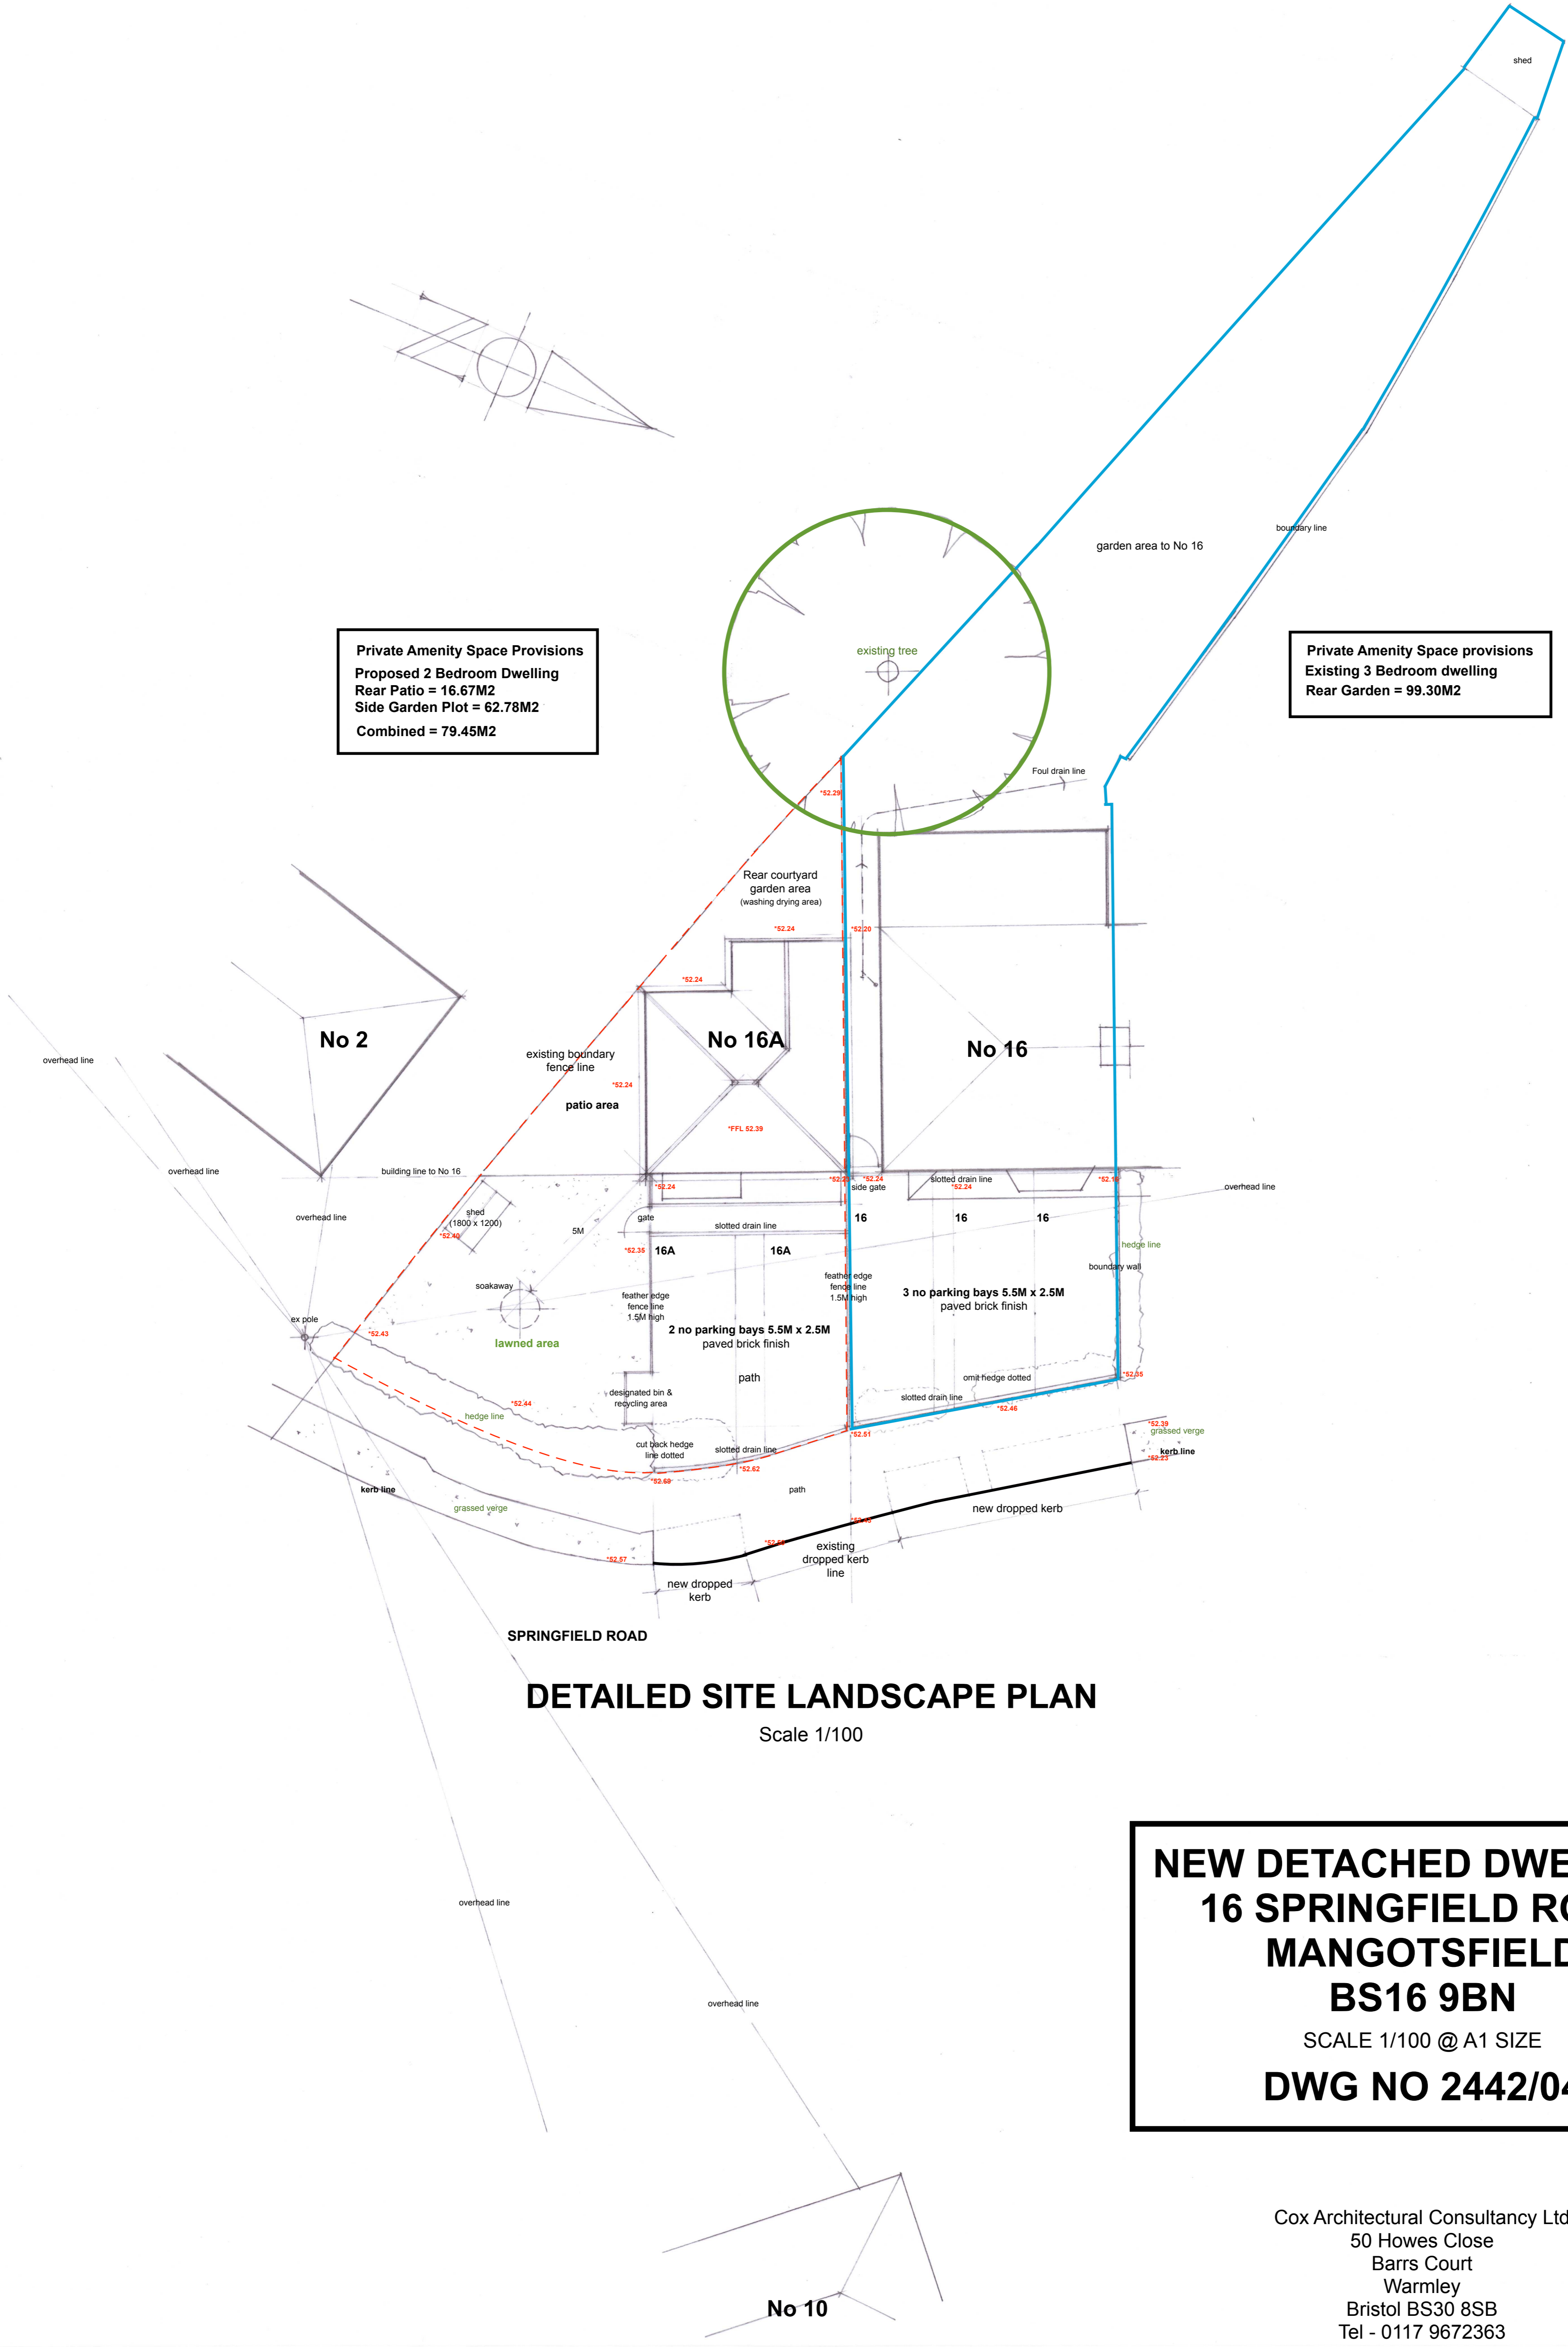 shed
boundary line
garden area to No 16
existing tree
Private Amenity Space Provisions
Proposed 2 Bedroom Dwelling
Rear Patio = 16.67M2
Side Garden Plot = 62.78M2
Combined = 79.45M2
Private Amenity Space provisions
Existing 3 Bedroom dwelling
Rear Garden = 99.30M2
Foul drain line
*52.29
Rear courtyard
garden area
(washing drying area)
*52.24
*52.20
*52.24
No 2
No 16A
No 16
existing boundary
fence line
overhead line
*52.24
patio area
*FFL 52.39
overhead line
building line to No 16
*52.24
*52.24
side gate
slotted drain line
*52.24
overhead line
shed
(1800 x 1200)
*52.40
overhead line
gate
5M
slotted drain line
16
16
16
*52.35
16A
16A
hedge line
boundary wall
soakaway
feather edge
fence line
1.5M high
feather edge
fence line
1.5M high
3 no parking bays 5.5M x 2.5M
paved brick finish
ex pole
*52.43
lawned area
2 no parking bays 5.5M x 2.5M
paved brick finish
path
omit hedge dotted
*52.35
designated bin &
recycling area
slotted drain line
*52.44
hedge line
*52.46
*52.51
*52.39
grassed verge
kerb line
*52.23
cut back hedge
line dotted
slotted drain line
*52.62
*52.68
kerb line
path
grassed verge
new dropped kerb
existing
dropped kerb
line
*52.57
new dropped
kerb
SPRINGFIELD ROAD
DETAILED SITE LANDSCAPE PLAN
Scale 1/100
overhead line
overhead line
No 10
NEW DETACHED DWE
16 SPRINGFIELD RO
MANGOTSFIELD
BS16 9BN
SCALE 1/100 @ A1 SIZE
DWG NO 2442/04
Cox Architectural Consultancy Ltd
50 Howes Close
Barrs Court
Warmley
Bristol BS30 8SB
Tel - 0117 9672363